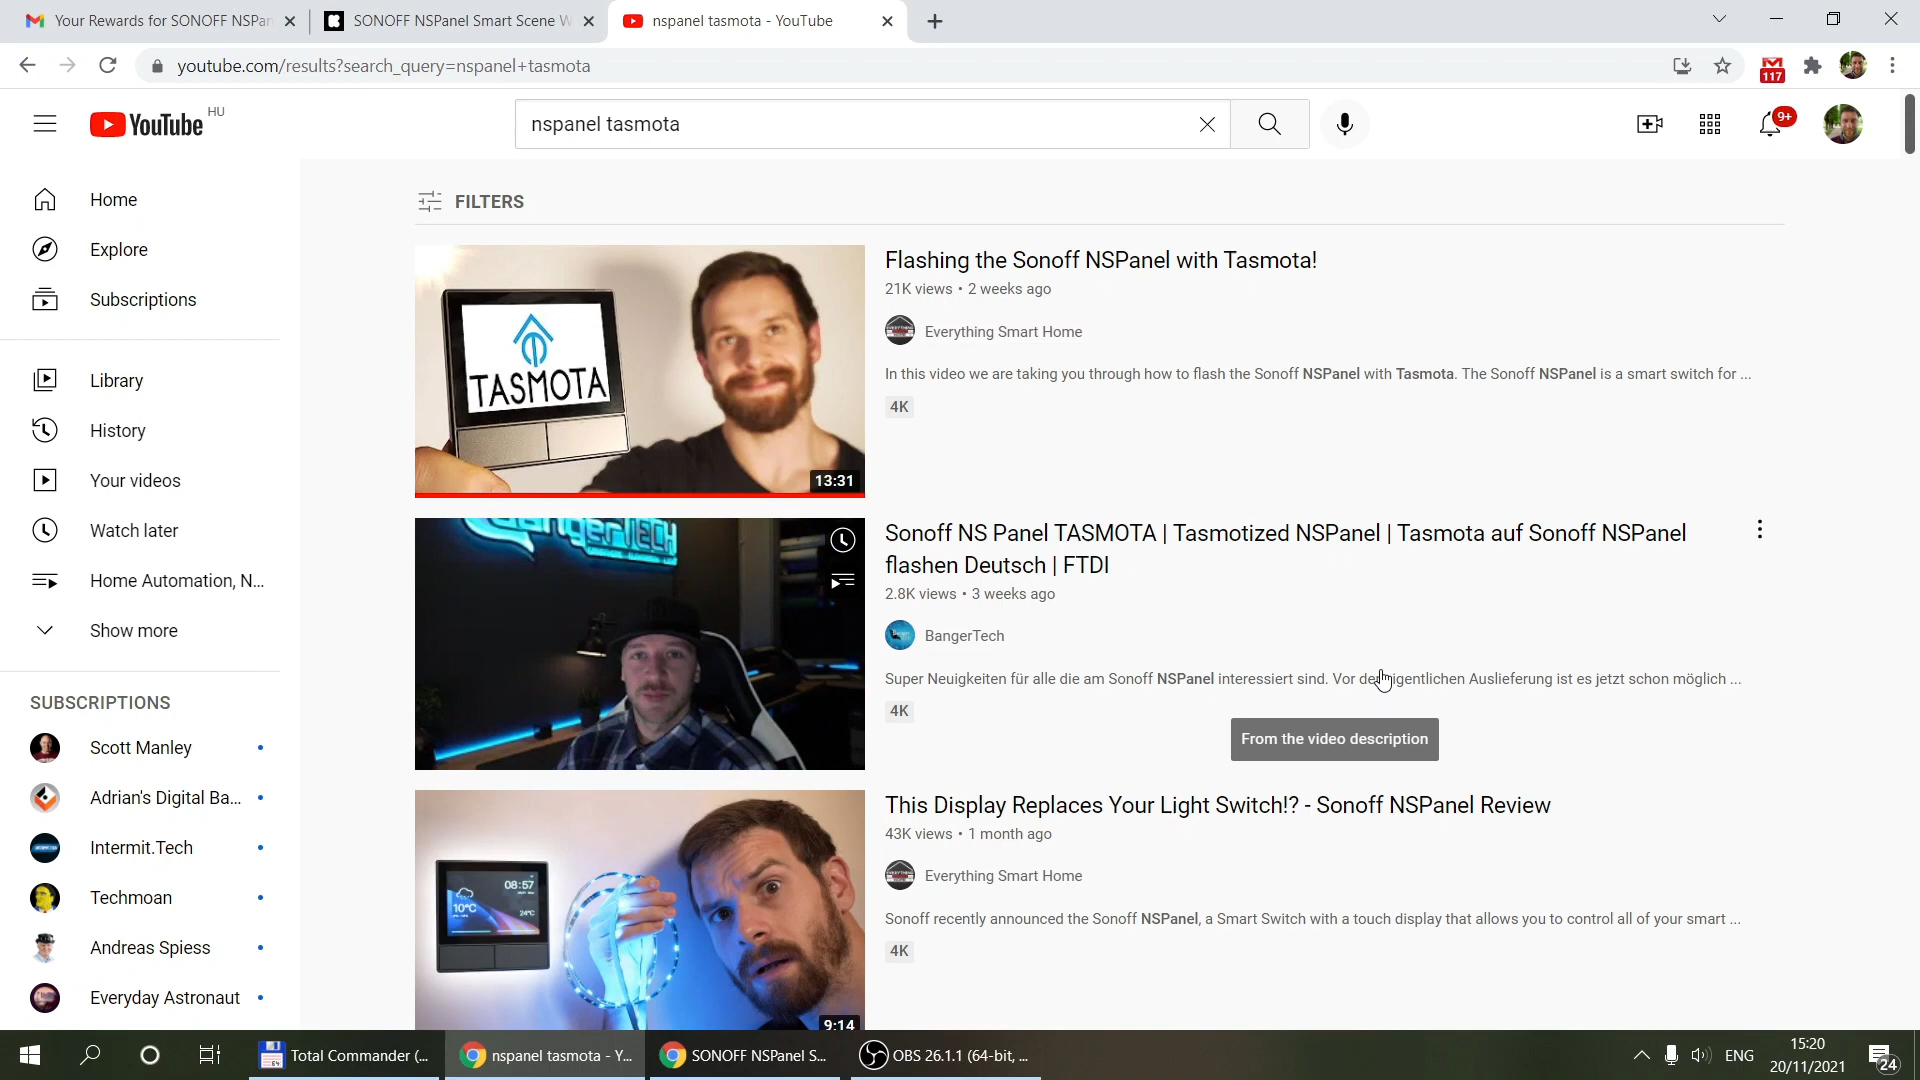 Your Rewards for SONOFF NSPan
SONOFF NSPanel Smart Scene W
nspanel tasmota - YouTube
youtube.com/results?search_query=nspanel+tasmota
117
YouTube HU
nspanel tasmota
9+
Home
Explore
Subscriptions
Library
History
Your videos
Watch later
Home Automation, N...
Show more
SUBSCRIPTIONS
Scott Manley
Adrian's Digital Ba...
Intermit.Tech
Techmoan
Andreas Spiess
Everyday Astronaut
FILTERS
TASMOTA
13:31
Flashing the Sonoff NSPanel with Tasmota!
21K views • 2 weeks ago
Everything Smart Home
In this video we are taking you through how to flash the Sonoff NSPanel with Tasmota. The Sonoff NSPanel is a smart switch for ...
4K
BangerTECH
Sonoff NS Panel TASMOTA | Tasmotized NSPanel | Tasmota auf Sonoff NSPanel
flashen Deutsch | FTDI
2.8K views • 3 weeks ago
BangerTech
Super Neuigkeiten für alle die am Sonoff NSPanel interessiert sind. Vor der eigentlichen Auslieferung ist es jetzt schon möglich ...
4K
From the video description
08:57
10°C
24°C
9:14
This Display Replaces Your Light Switch!? - Sonoff NSPanel Review
43K views • 1 month ago
Everything Smart Home
Sonoff recently announced the Sonoff NSPanel, a Smart Switch with a touch display that allows you to control all of your smart ...
4K
64
Total Commander (...
nspanel tasmota - Y...
SONOFF NSPanel S...
OBS 26.1.1 (64-bit, ...
ENG
15:20
20/11/2021
24